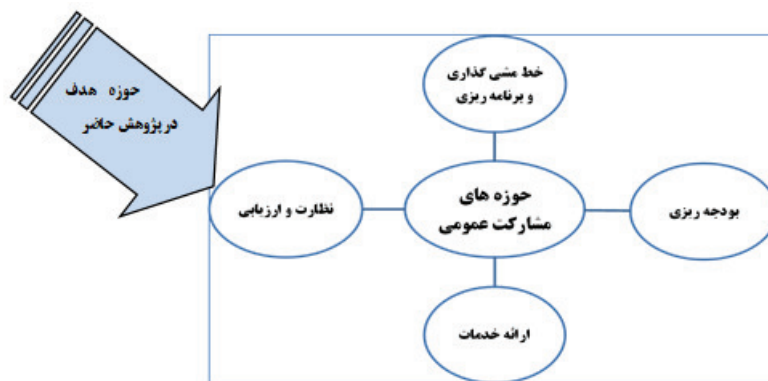 حوزه هدف
در پژوهش حاضر
خط مشی گذاری
و برنامه ریزی
نظارت و ارزیابی
حوزه های
مشارکت عمومی
بودجه ریزی
ارائه خدمات